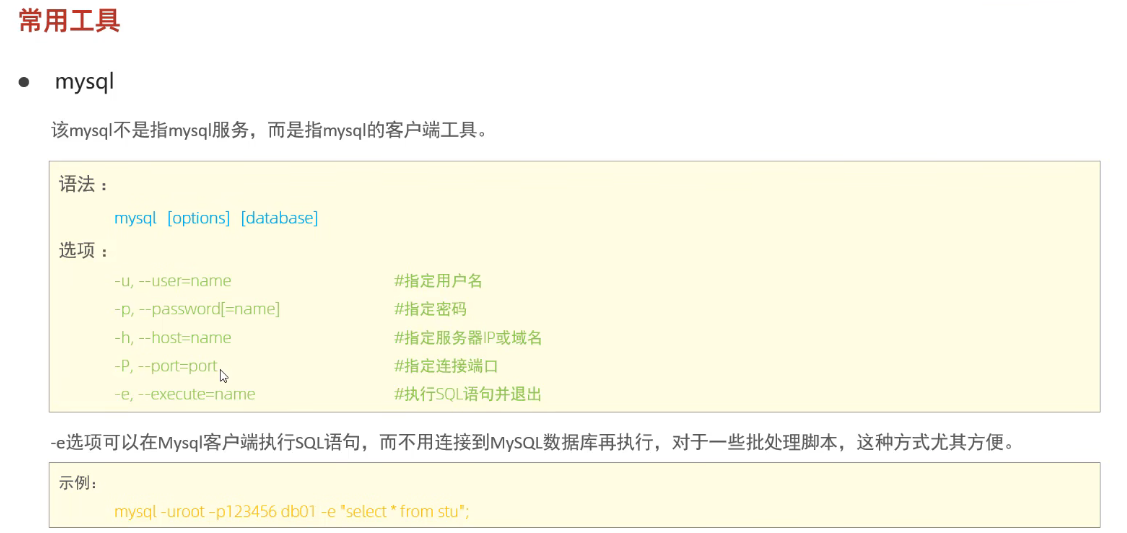 常用工具
● mysql
该mysql不是指mysql服务，而是指mysql的客户端工具。
语法 ：
mysql [options] [database]
选项 ：
-u, --user=name #指定用户名
-p, --password[=name] #指定密码
-h, --host=name #指定服务器IP或域名
-P, --port=port #指定连接端口
-e, --execute=name #执行SQL语句并退出
-e选项可以在Mysql客户端执行SQL语句，而不用连接到MySQL数据库再执行，对于一些批处理脚本，这种方式尤其方便。
示例：
mysql -uroot –p123456 db01 -e "select * from stu";